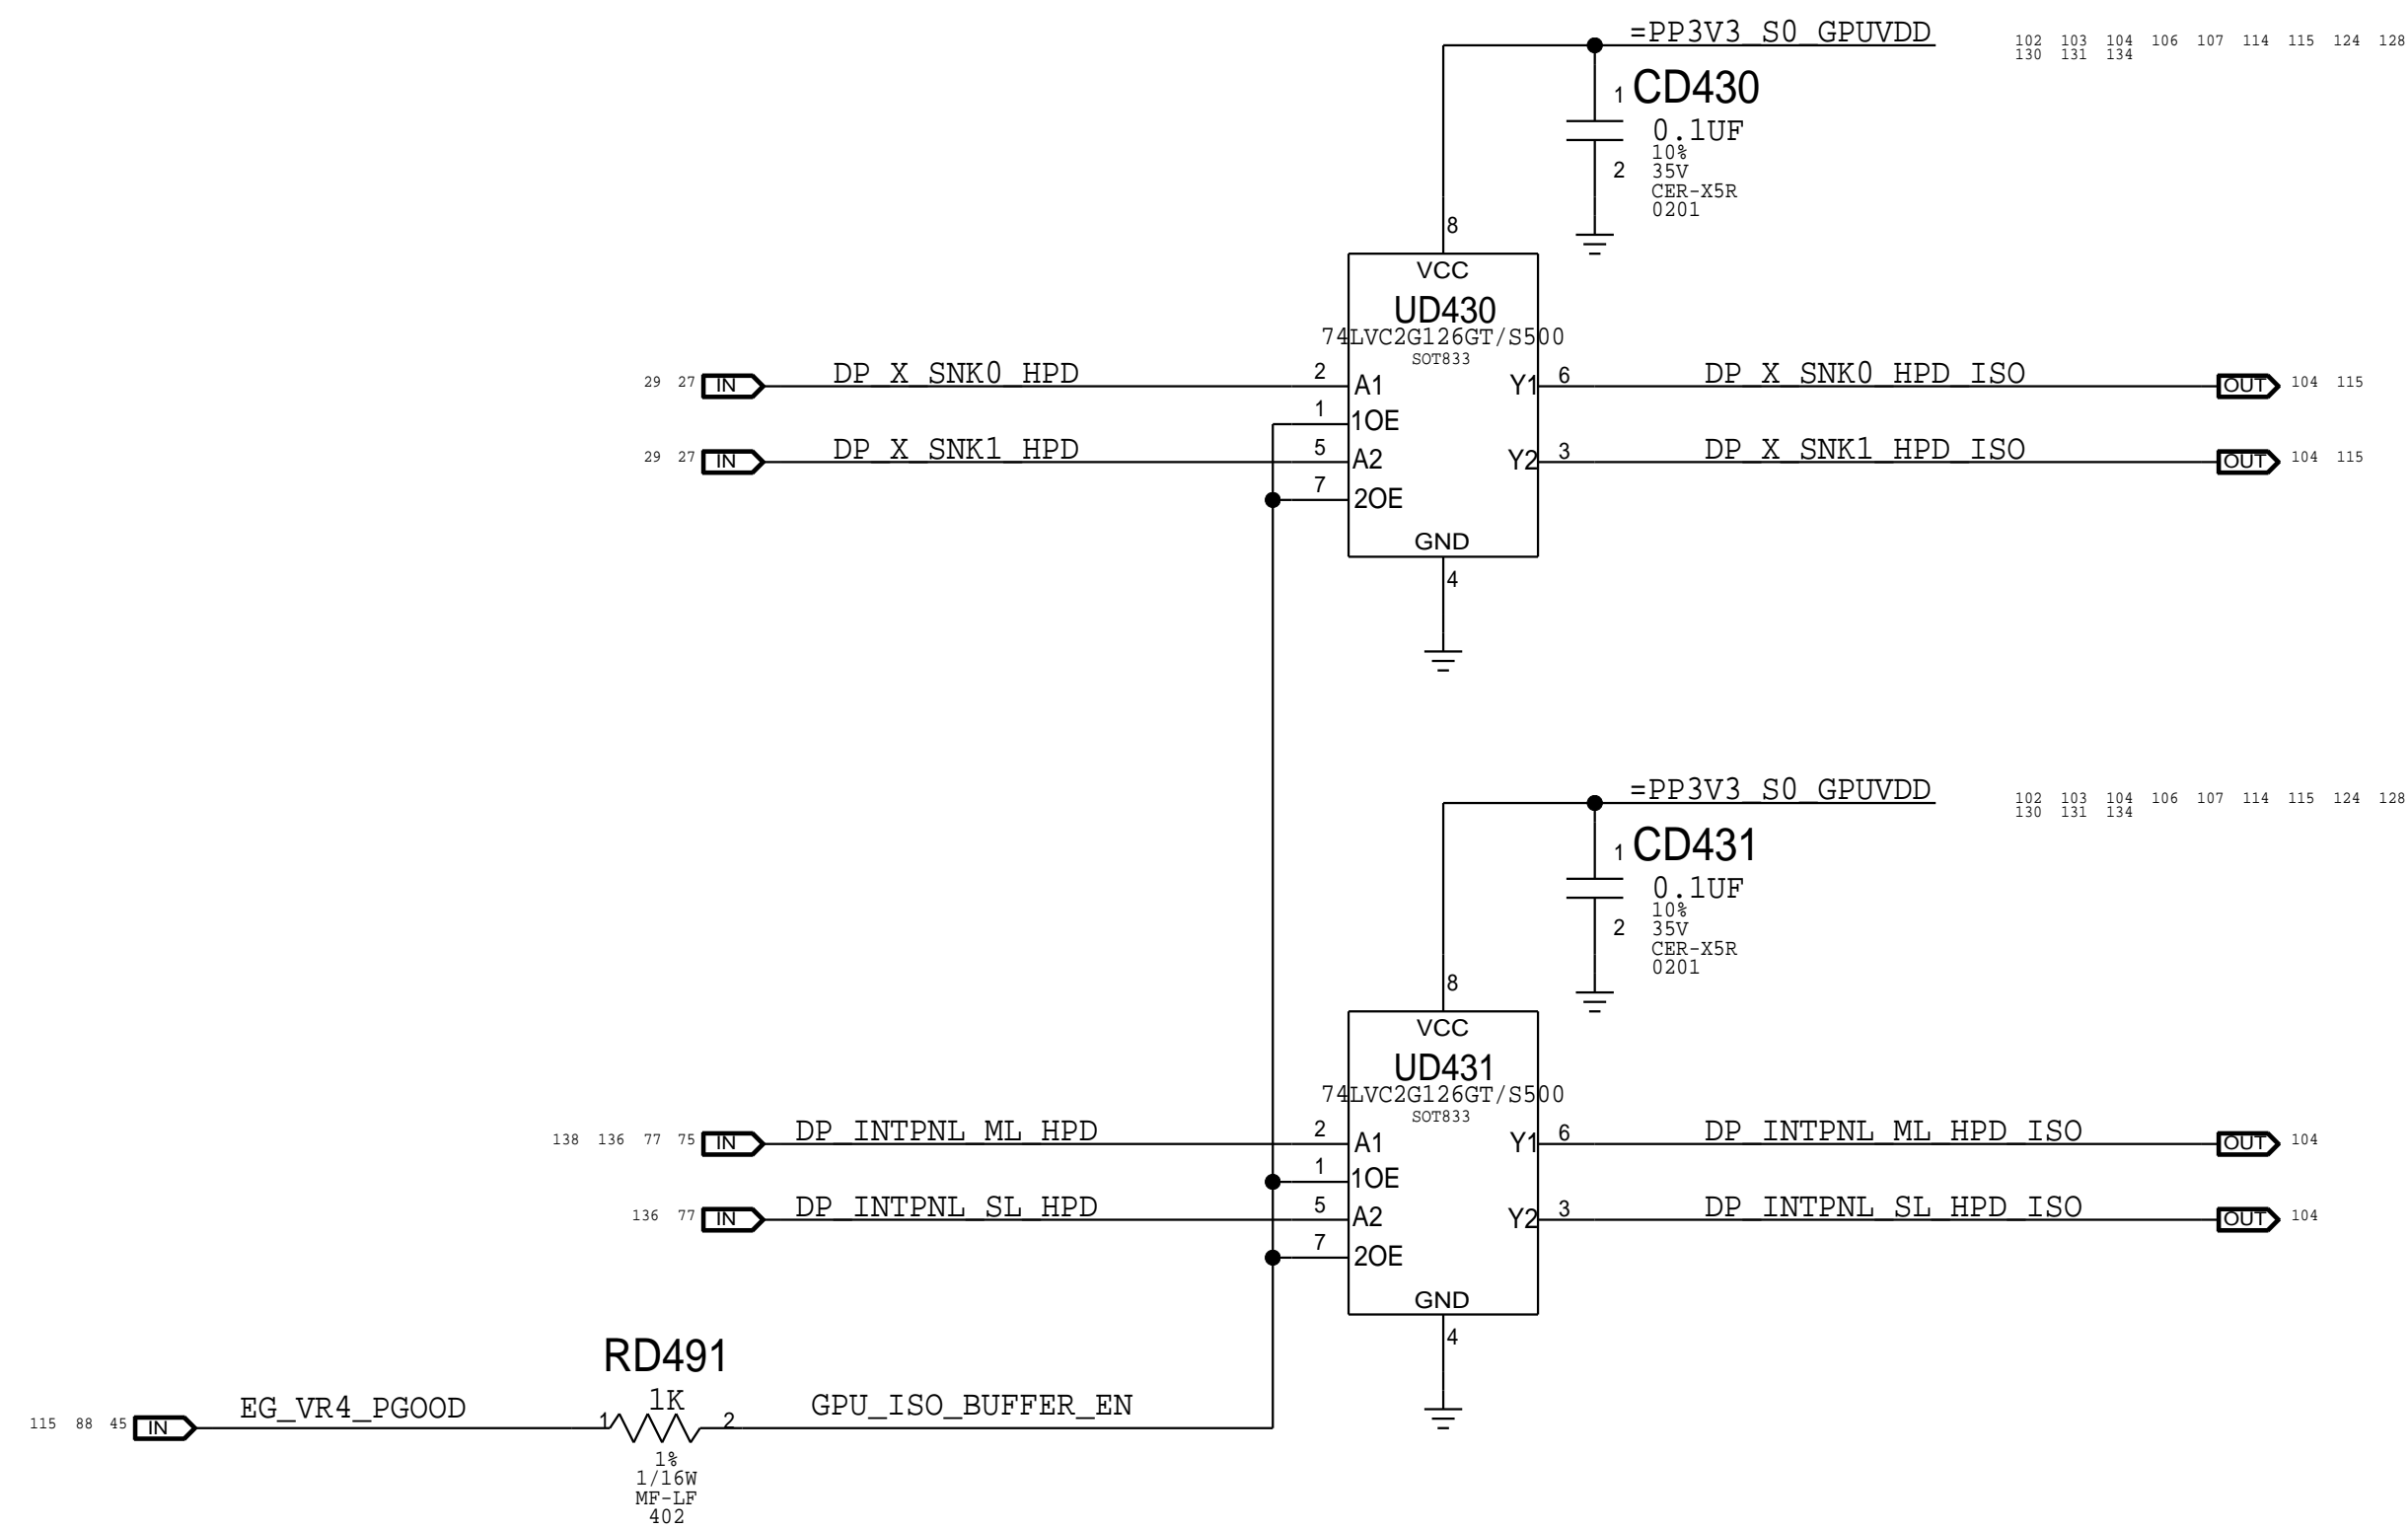 =PP3V3_S0_GPUVDD
102 103 104 106 107 114 115 124 128
130 131 134
1 CD430
0.1UF
10%
2 35V
CER-X5R
0201
8
VCC
UD430
74LVC2G126GT/S500
SOT833
29 27 IN DP_X_SNK0_HPD 2 A1 Y1 6 DP_X_SNK0_HPD_ISO OUT 104 115
1 1OE
29 27 IN DP_X_SNK1_HPD 5 A2 Y2 3 DP_X_SNK1_HPD_ISO OUT 104 115
7 2OE
GND
4
=PP3V3_S0_GPUVDD
102 103 104 106 107 114 115 124 128
130 131 134
1 CD431
0.1UF
10%
2 35V
CER-X5R
0201
8
VCC
UD431
74LVC2G126GT/S500
SOT833
138 136 77 75 IN DP_INTPNL_ML_HPD 2 A1 Y1 6 DP_INTPNL_ML_HPD_ISO OUT 104
1 1OE
136 77 IN DP_INTPNL_SL_HPD 5 A2 Y2 3 DP_INTPNL_SL_HPD_ISO OUT 104
7 2OE
GND
4
RD491
1K
115 88 45 IN EG_VR4_PGOOD 1 2 GPU_ISO_BUFFER_EN
1%
1/16W
MF-LF
402